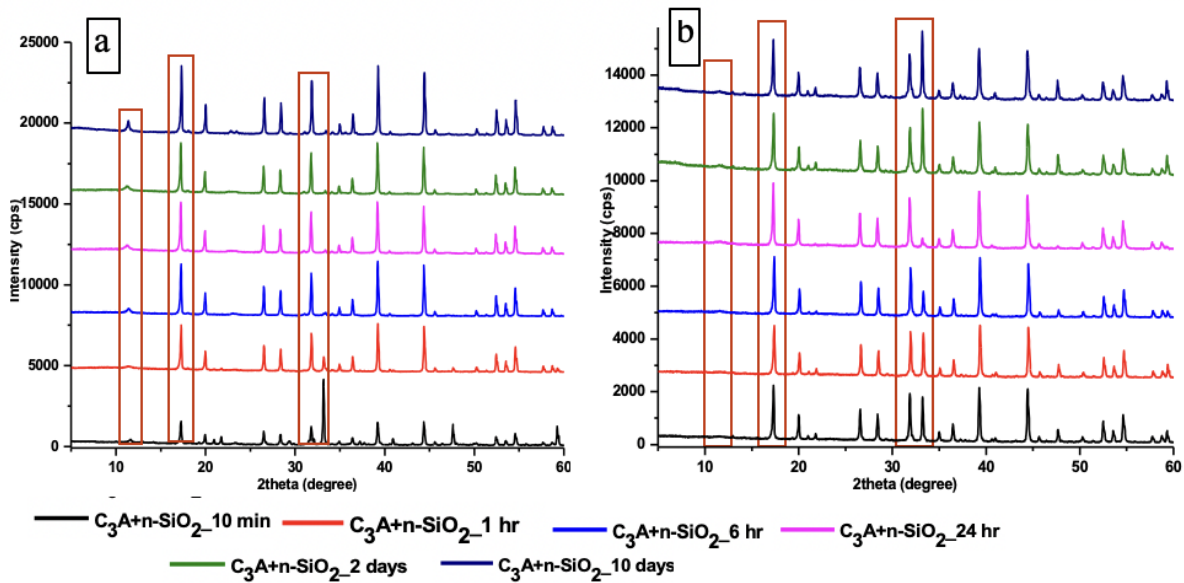 a
b
25000
20000
15000
10000
5000
0
Intensity (cps)
10 20 30 40 50 60
2theta (degree)
14000
12000
10000
8000
6000
4000
2000
0
Intensity (cps)
10 20 30 40 50 60
2theta (degree)
C3A+n-SiO2_10 min C3A+n-SiO2_1 hr C3A+n-SiO2_6 hr C3A+n-SiO2_24 hr
C3A+n-SiO2_2 days C3A+n-SiO2_10 days